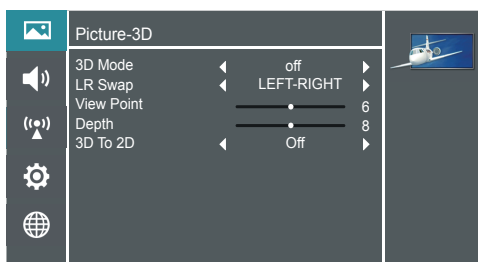 Picture-3D
3D Mode off
LR Swap LEFT-RIGHT
View Point 6
Depth 8
3D To 2D Off